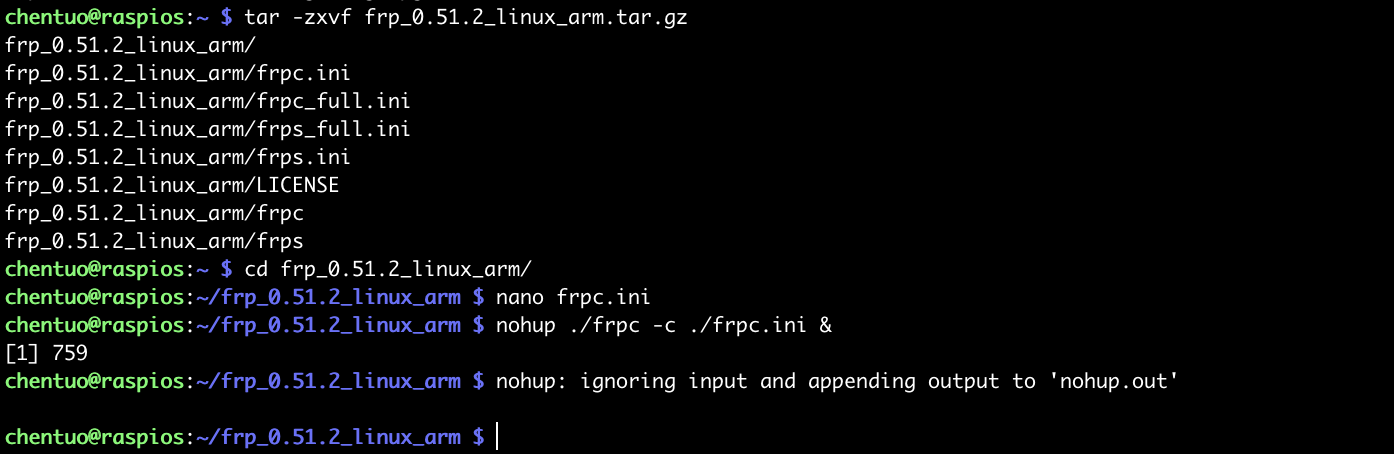 chentuo@raspios:~ $ tar -zxvf frp_0.51.2_linux_arm.tar.gz
frp_0.51.2_linux_arm/
frp_0.51.2_linux_arm/frpc.ini
frp_0.51.2_linux_arm/frpc_full.ini
frp_0.51.2_linux_arm/frps_full.ini
frp_0.51.2_linux_arm/frps.ini
frp_0.51.2_linux_arm/LICENSE
frp_0.51.2_linux_arm/frpc
frp_0.51.2_linux_arm/frps
chentuo@raspios:~ $ cd frp_0.51.2_linux_arm/
chentuo@raspios:~/frp_0.51.2_linux_arm $ nano frpc.ini
chentuo@raspios:~/frp_0.51.2_linux_arm $ nohup ./frpc -c ./frpc.ini &
[1] 759
chentuo@raspios:~/frp_0.51.2_linux_arm $ nohup: ignoring input and appending output to 'nohup.out'
chentuo@raspios:~/frp_0.51.2_linux_arm $